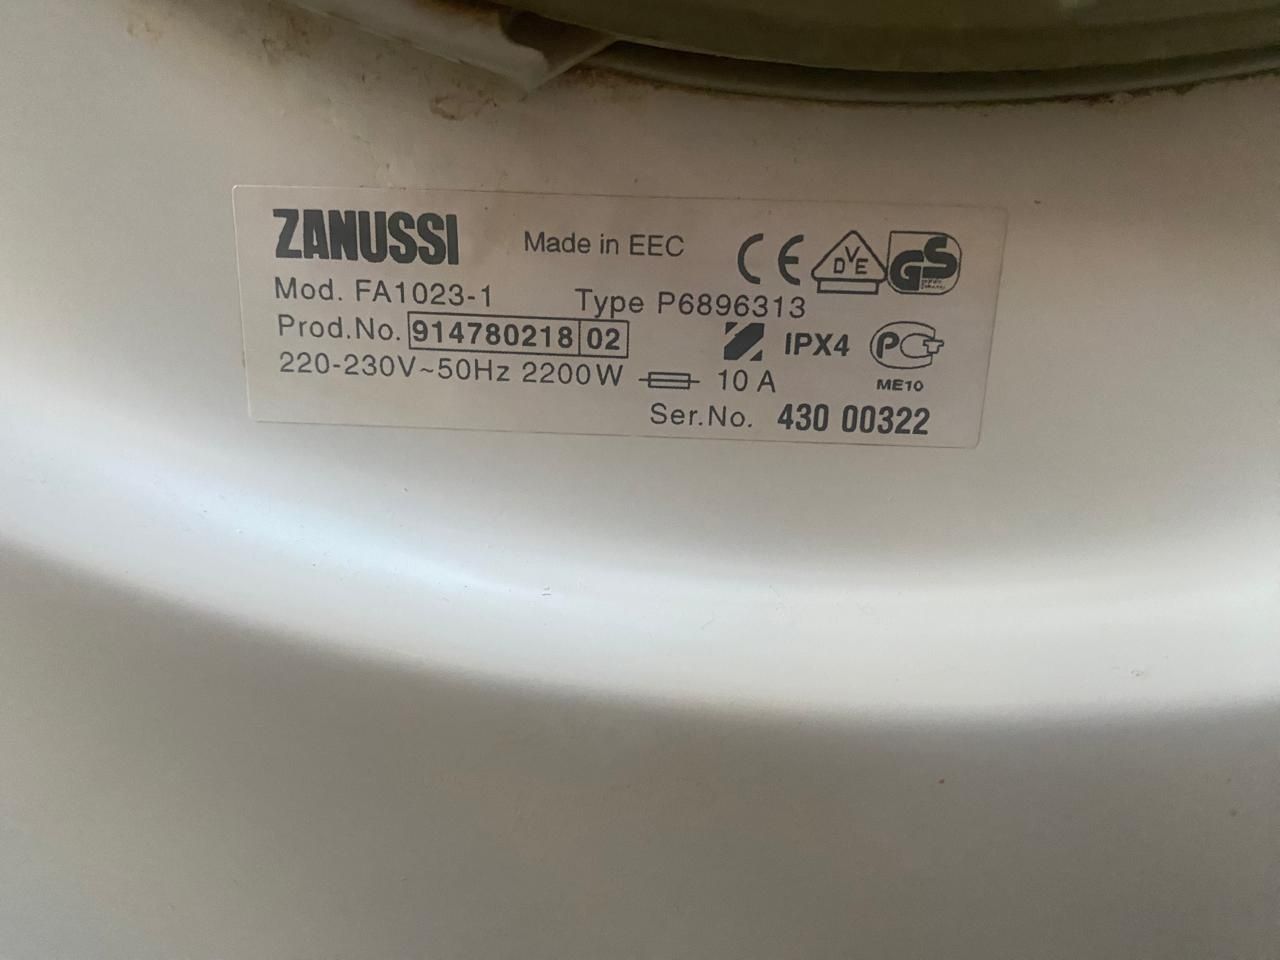 ZANUSSI Made in EEC CE DVE GS
Mod. FA1023-1 Type P6896313
Prod.No. 914780218 02 IPX4 PCT
220-230V~50Hz 2200W 10 A ME10
Ser.No. 430 00322